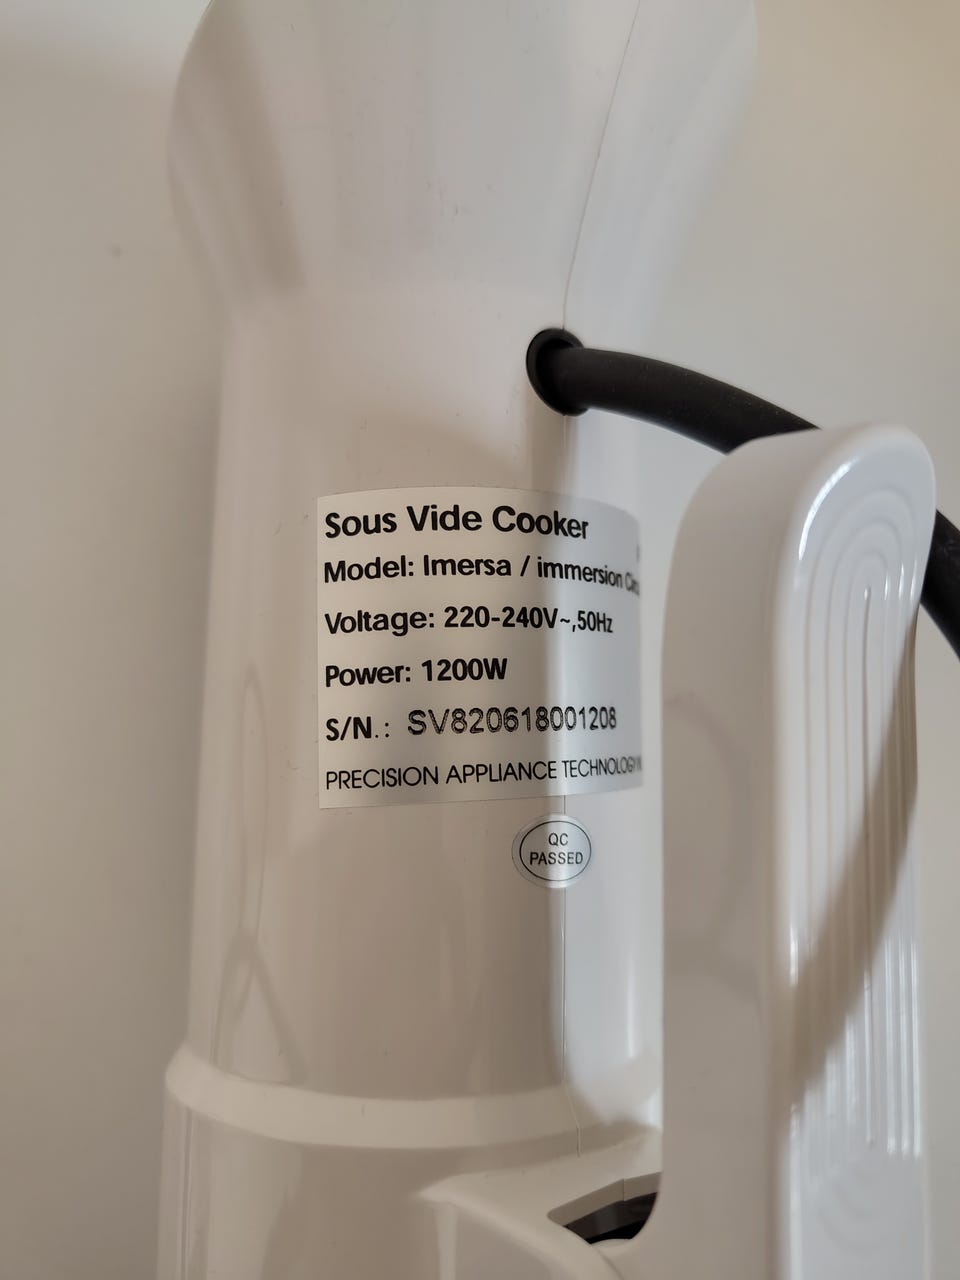 Sous Vide Cooker
Model: Imersa / immersion
Voltage: 220-240V~,50Hz
Power: 1200W
S/N.: SV820618001208
PRECISION APPLIANCE TECHNOLOGY
QC
PASSED